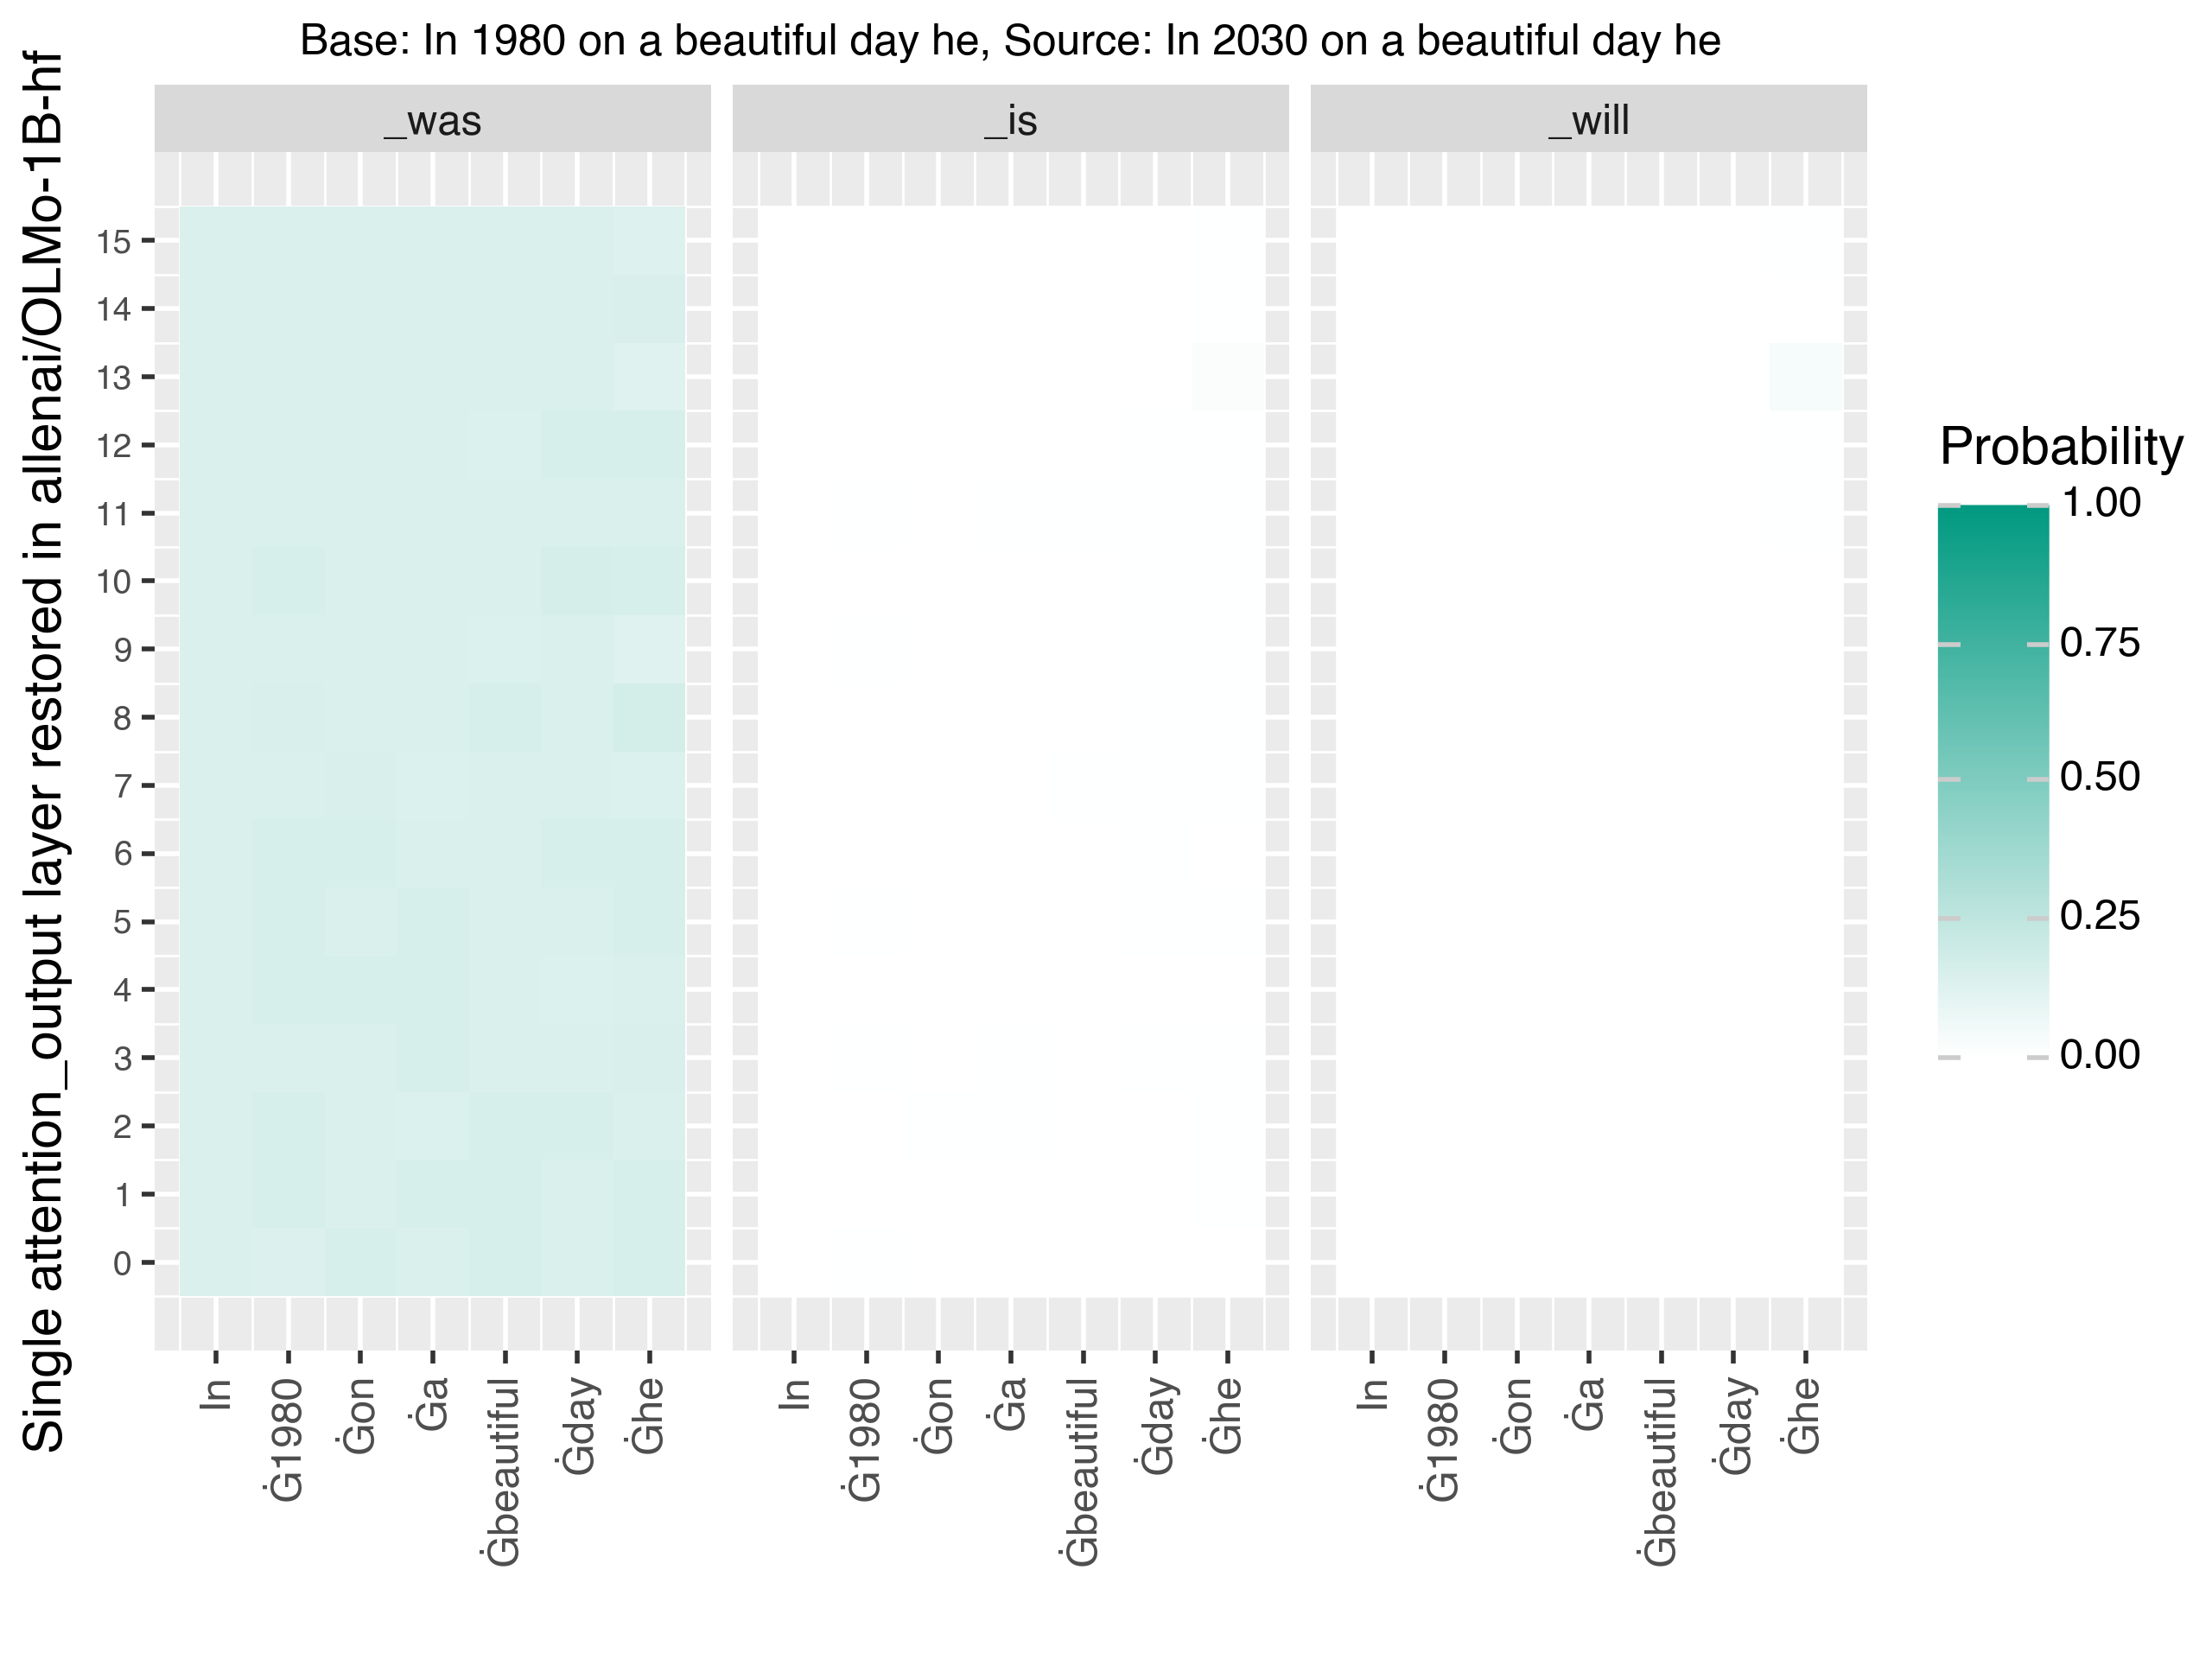 Base: In 1980 on a beautiful day he, Source: In 2030 on a beautiful day he
_was
_is
_will
Single attention_output layer restored in allenai/OLMo-1B-hf
15
14
13
12
11
10
9
8
7
6
5
4
3
2
1
0
In
Ġ1980
Ġon
Ġa
Ġbeautiful
Ġday
Ġhe
In
Ġ1980
Ġon
Ġa
Ġbeautiful
Ġday
Ġhe
In
Ġ1980
Ġon
Ġa
Ġbeautiful
Ġday
Ġhe
Probability
1.00
0.75
0.50
0.25
0.00